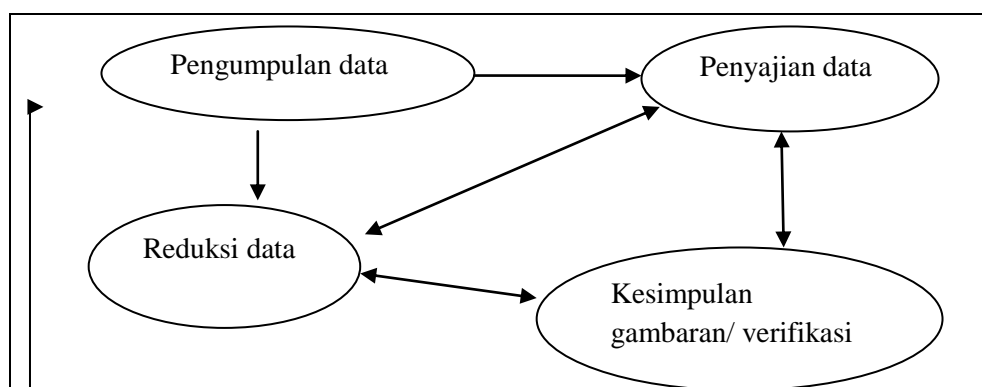 Pengumpulan data
Penyajian data
Reduksi data
Kesimpulan
gambaran/ verifikasi